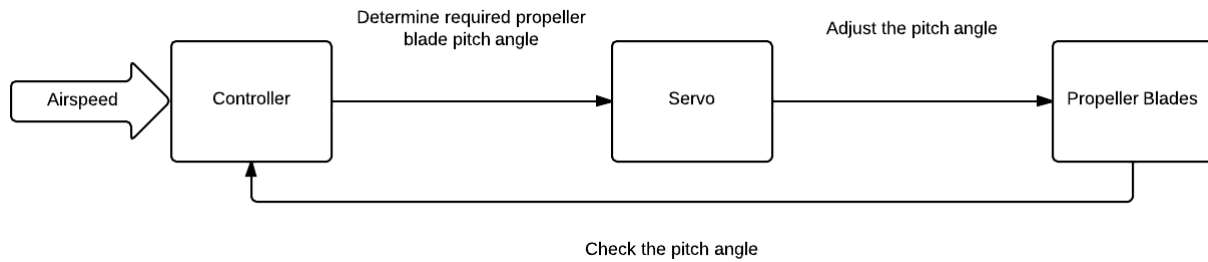 Determine required propeller
blade pitch angle
Adjust the pitch angle
Airspeed
Controller
Servo
Propeller Blades
Check the pitch angle